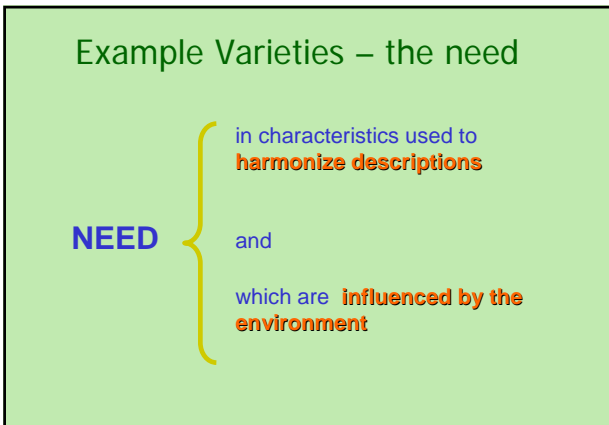 Example Varieties – the need
in characteristics used to
harmonize descriptions
NEED
and
which are influenced by the
environment